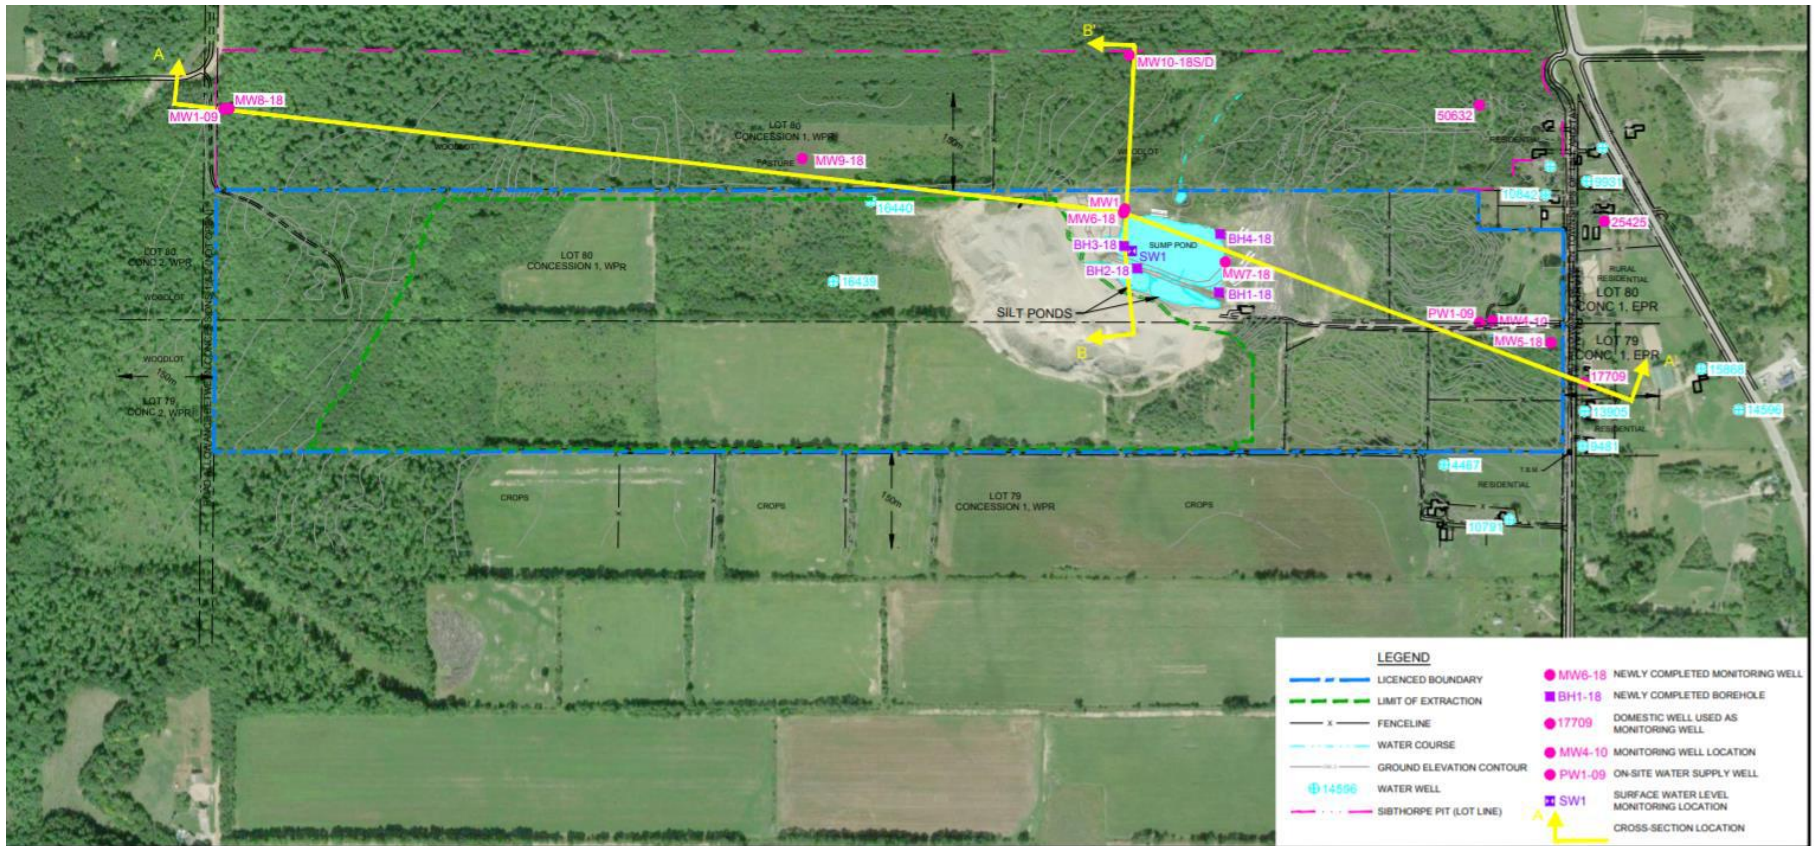 A
B'
MW10-18S/D
MW8-18
MW1-09
50632
LOT 80
CONCESSION 1, WPR
150m
WOODLOT
WOODLOT
PASTURE
MW9-18
RESIDENTIAL
10842
9931
16440
MW1
MW6-18
25425
BH3-18
SUMP POND
BH4-18
SW1
LOT 80
CONC 2, WPR
LOT 80
CONCESSION 1, WPR
BH2-18
MW7-18
RURAL
RESIDENTIAL
16439
BH1-18
LOT 80
CONC 1, EPR
WOODLOT
SILT PONDS
PW1-09
MW4-10
MW5-18
LOT 79
CONC, 1, EPR
B
WOODLOT
A'
17709
15868
150m
LOT 79
CONC 2, WPR
13905
14596
RESIDENTIAL
9481
4487
T.B.M.
RESIDENTIAL
CROPS
CROPS
150m
LOT 79
CONCESSION 1, WPR
CROPS
10791
LEGEND
LICENCED BOUNDARY
LIMIT OF EXTRACTION
x FENCELINE
WATER COURSE
GROUND ELEVATION CONTOUR
14596 WATER WELL
SIBTHORPE PIT (LOT LINE)
MW6-18 NEWLY COMPLETED MONITORING WELL
BH1-18 NEWLY COMPLETED BOREHOLE
17709 DOMESTIC WELL USED AS
MONITORING WELL
MW4-10 MONITORING WELL LOCATION
PW1-09 ON-SITE WATER SUPPLY WELL
SW1 SURFACE WATER LEVEL
MONITORING LOCATION
A CROSS-SECTION LOCATION